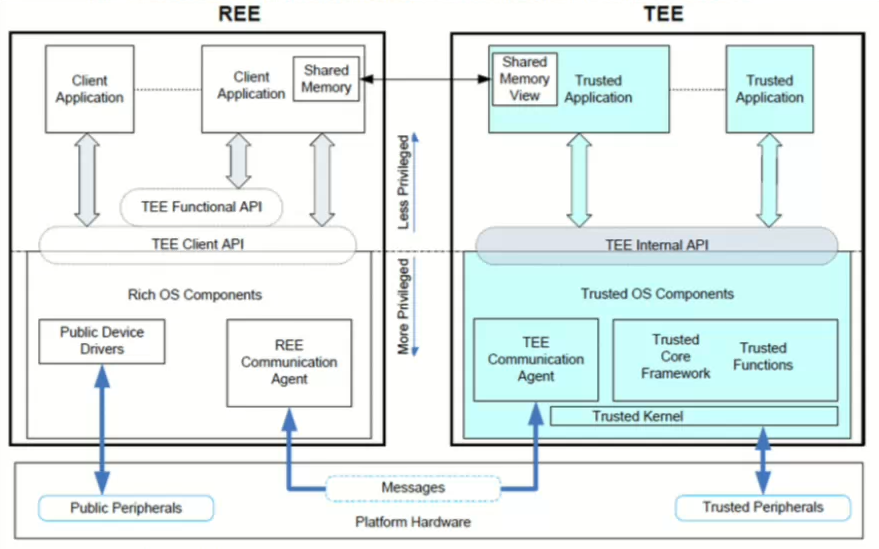 REE
TEE
Client
Application
Client
Application
Shared
Memory
Shared
Memory
View
Trusted
Application
Trusted
Application
Less Privileged
TEE Functional API
TEE Client API
TEE Internal API
More Privileged
Rich OS Components
Trusted OS Components
Public Device
Drivers
REE
Communication
Agent
TEE
Communication
Agent
Trusted
Core
Framework
Trusted
Functions
Trusted Kernel
Messages
Public Peripherals
Trusted Peripherals
Platform Hardware